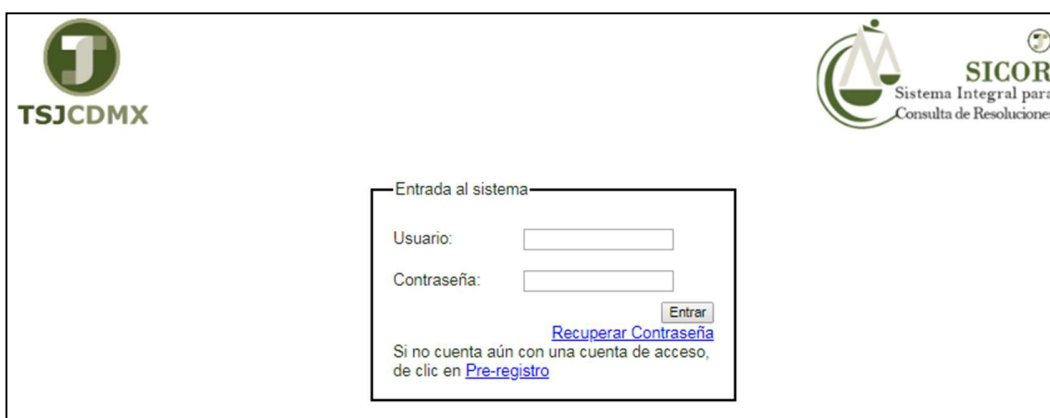 TSJCDMX
SICOR
Sistema Integral para
Consulta de Resoluciones
Entrada al sistema
Usuario:
Contraseña:
Entrar
Recuperar Contraseña
Si no cuenta aún con una cuenta de acceso,
de clic en Pre-registro